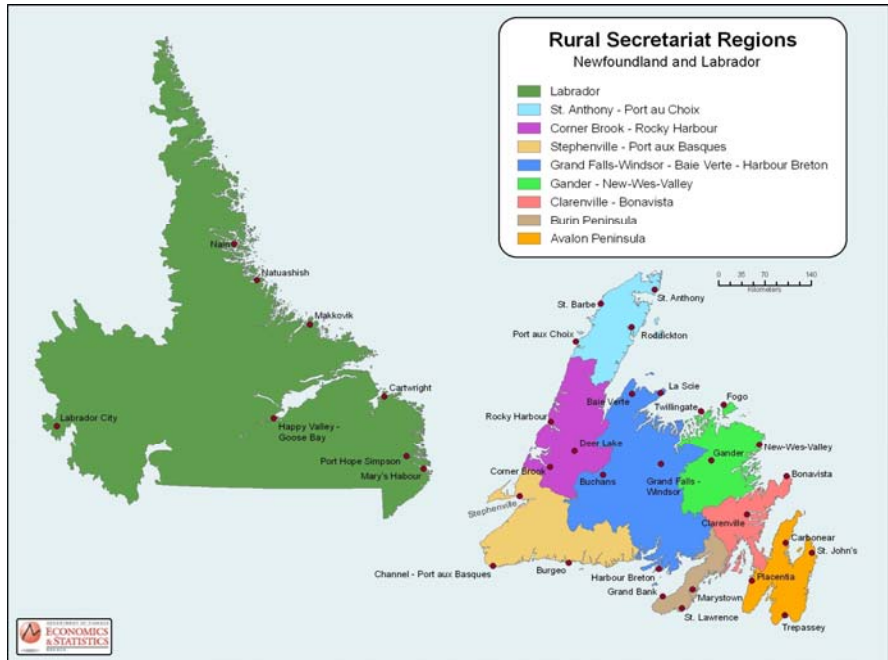 Rural Secretariat Regions
Newfoundland and Labrador
Labrador
St. Anthony - Port au Choix
Corner Brook - Rocky Harbour
Stephenville - Port aux Basques
Grand Falls-Windsor - Baie Verte - Harbour Breton
Gander - New-Wes-Valley
Clarenville - Bonavista
Burin Peninsula
Avalon Peninsula
0 35 70 140
Kilometers
Nain
Natuashish
Makkovik
Cartwright
Labrador City
Happy Valley -
Goose Bay
Port Hope Simpson
Mary's Habour
St. Barbe
St. Anthony
Roddickton
Port aux Choix
La Scie
Baie Verte
Twillingate
Fogo
Rocky Harbour
Deer Lake
Gander
New-Wes-Valley
Corner Brook
Buchans
Grand Falls -
Windsor
Bonavista
Stephenville
Clarenville
Carbonear
St. John's
Channel - Port aux Basques
Burgeo
Harbour Breton
Grand Bank
Marystown
St. Lawrence
Placentia
Trepassey
ECONOMICS
& STATISTICS